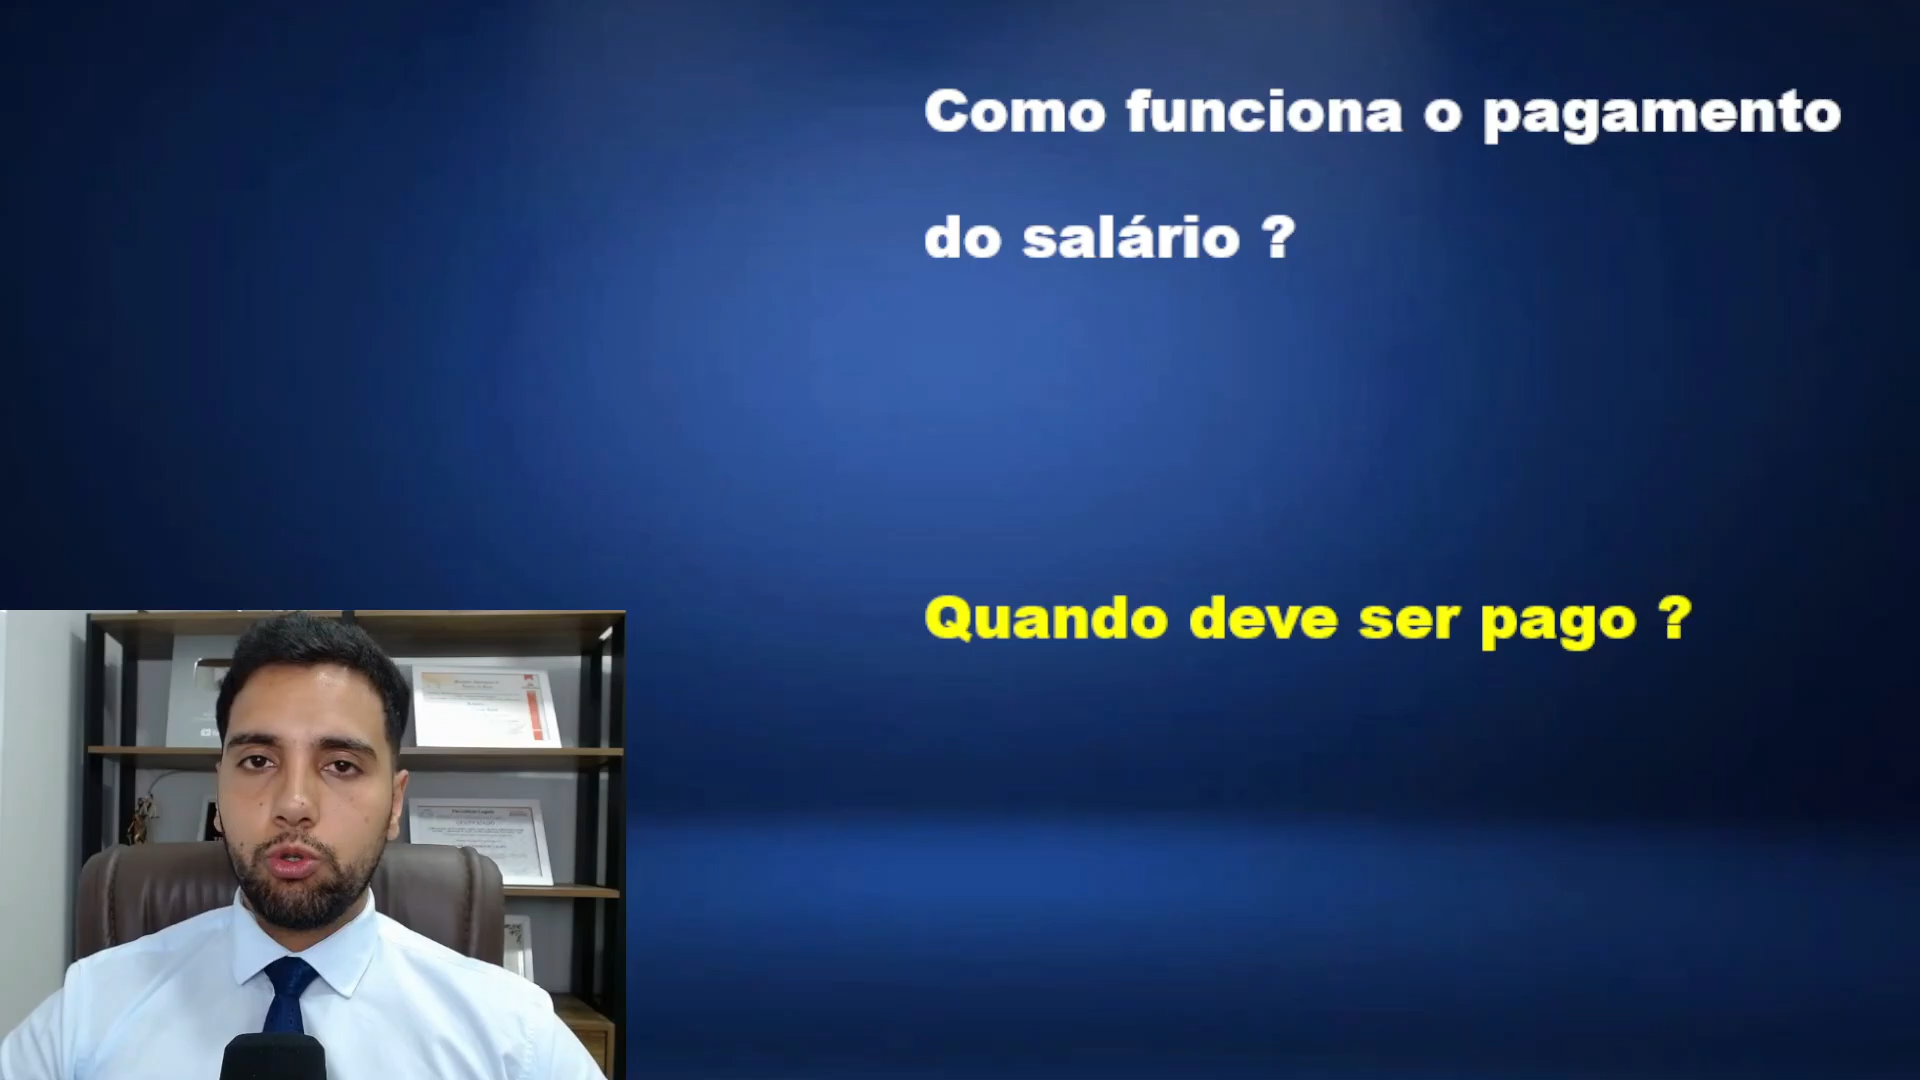 Como funciona o pagamento
do salário ?
Quando deve ser pago ?